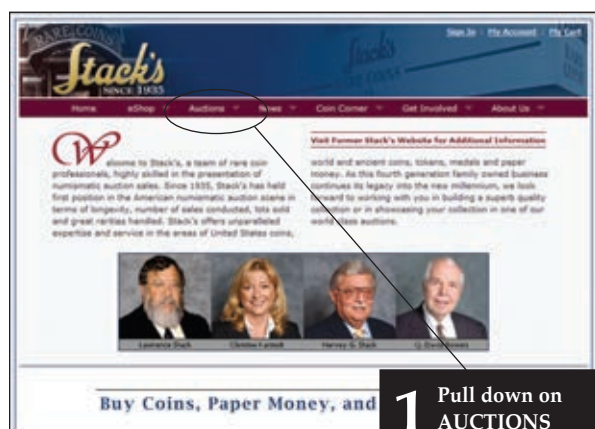 RARE COINS
Stack's
SINCE 1935
Sign In My Account My Cart
Home eShop Auctions News Coin Corner Get Involved About Us
Welcome to Stack's, a team of rare coin
professionals, highly skilled in the presentation of
numismatic auction sales. Since 1935, Stack's has held
first position in the American numismatic auction scene in
terms of longevity, number of sales conducted, lots sold
and great rarities handled. Stack's offers unparalleled
expertise and service in the areas of United States coins,
Visit Former Stack's Website for Additional Information
world and ancient coins, tokens, medals and paper
money. As this fourth generation family owned business
continues its legacy into the new millennium, we look
forward to working with you in building a superb quality
collection or in showcasing your collection in one of our
world class auctions.
Lawrence Stack Christine Karstedt Harvey G. Stack Q. David Bowers
Buy Coins, Paper Money, and
1 Pull down on
AUCTIONS